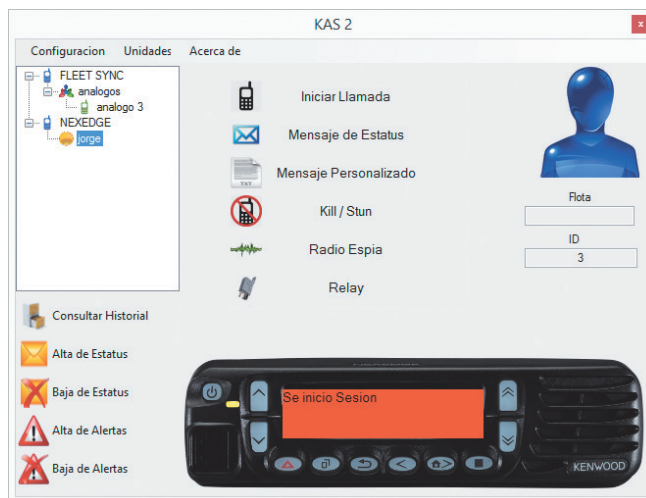 KAS 2
x
Configuracion Unidades Acerca de
FLEET SYNC
analogos
analogo 3
NEXEDGE
jorge
Iniciar Llamada
Mensaje de Estatus
TXT
Mensaje Personalizado
Kill / Stun
Radio Espia
Relay
Flota
ID
3
Consultar Historial
Alta de Estatus
Baja de Estatus
Alta de Alertas
Baja de Alertas
Se inicio Sesion
KENWOOD